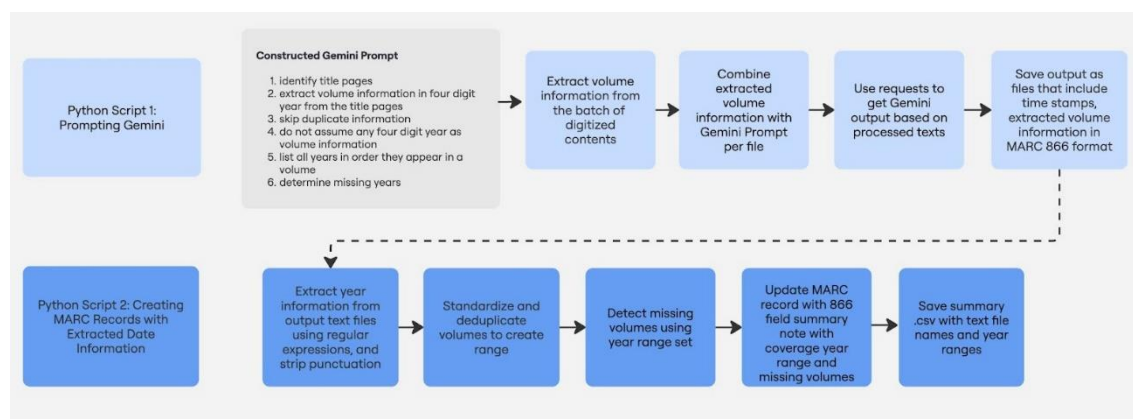 Python Script 1:
Prompting Gemini
Constructed Gemini Prompt
1. identify title pages
2. extract volume information in four digit
year from the title pages
3. skip duplicate information
4. do not assume any four digit year as
volume information
5. list all years in order they appear in a
volume
6. determine missing years
Extract volume
information from
the batch of
digitized
contents
Combine
extracted
volume
information with
Gemini Prompt
per file
Use requests to
get Gemini
output based on
processed texts
Save output as
files that include
time stamps,
extracted volume
information in
MARC 866 format
Python Script 2: Creating
MARC Records with
Extracted Date
Information
Extract year
information from
output text files
using regular
expressions, and
strip punctuation
Standardize and
deduplicate
volumes to create
range
Detect missing
volumes using
year range set
Update MARC
record with 866
field summary
note with
coverage year
range and
missing volumes
Save summary
.csv with text file
names and year
ranges